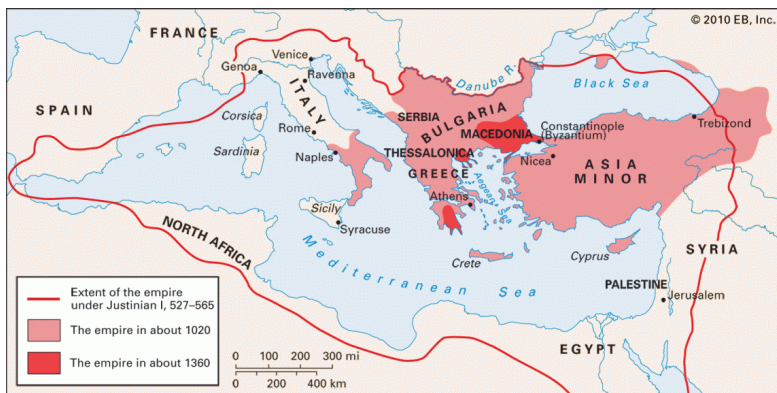 © 2010 EB, Inc.
FRANCE
Venice
Genoa
Ravenna
Danube R.
Black Sea
SPAIN
ITALY
Corsica
SERBIA
BULGARIA
Rome
MACEDONIA
Constantinople
(Byzantium)
Trebizond
Sardinia
Naples
THESSALONICA
Nicea
ASIA
MINOR
GREECE
Aegean Sea
Athens
Sicily
Syracuse
NORTH AFRICA
Mediterranean Sea
Crete
Cyprus
SYRIA
PALESTINE
Jerusalem
EGYPT
Extent of the empire
under Justinian I, 527–565
The empire in about 1020
The empire in about 1360
0 100 200 300 mi
0 200 400 km